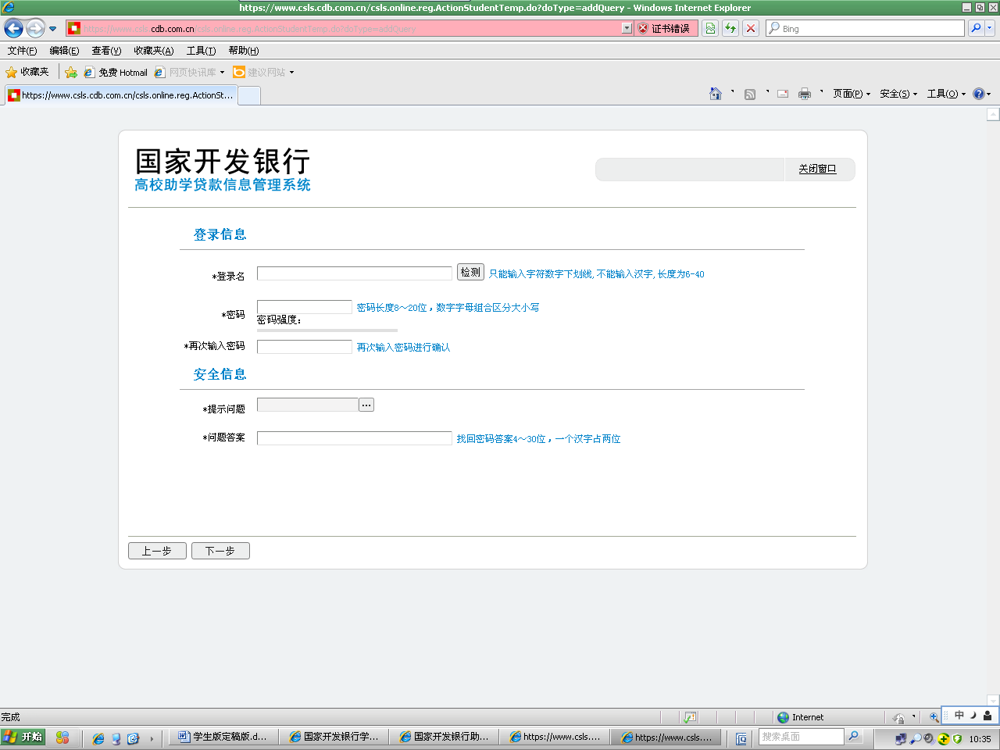 https://www.csls.cdb.com.cn/csls.online.reg.ActionStudentTemp.do?doType=addQuery - Windows Internet Explorer
https://www.csls.cdb.com.cn/csls.online.reg.ActionStudentTemp.do?doType=addQuery 证书错误 Bing
文件(F) 编辑(E) 查看(V) 收藏夹(A) 工具(T) 帮助(H)
收藏夹 免费 Hotmail 网页快讯库 建议网站
https://www.csls.cdb.com.cn/csls.online.reg.ActionSt... 页面(P) 安全(S) 工具(O)
国家开发银行
高校助学贷款信息管理系统
关闭窗口
登录信息
*登录名 检测 只能输入字符数字下划线, 不能输入汉字, 长度为6-40
*密码 密码长度8～20位，数字字母组合区分大小写
密码强度：
*再次输入密码 再次输入密码进行确认
安全信息
*提示问题 ...
*问题答案 找回密码答案4～30位，一个汉字占两位
上一步 下一步
完成 Internet 中
开始 学生版定稿版.d... 国家开发银行学... 国家开发银行助... https://www.csls.... https://www.csls.... 搜索桌面 10:35